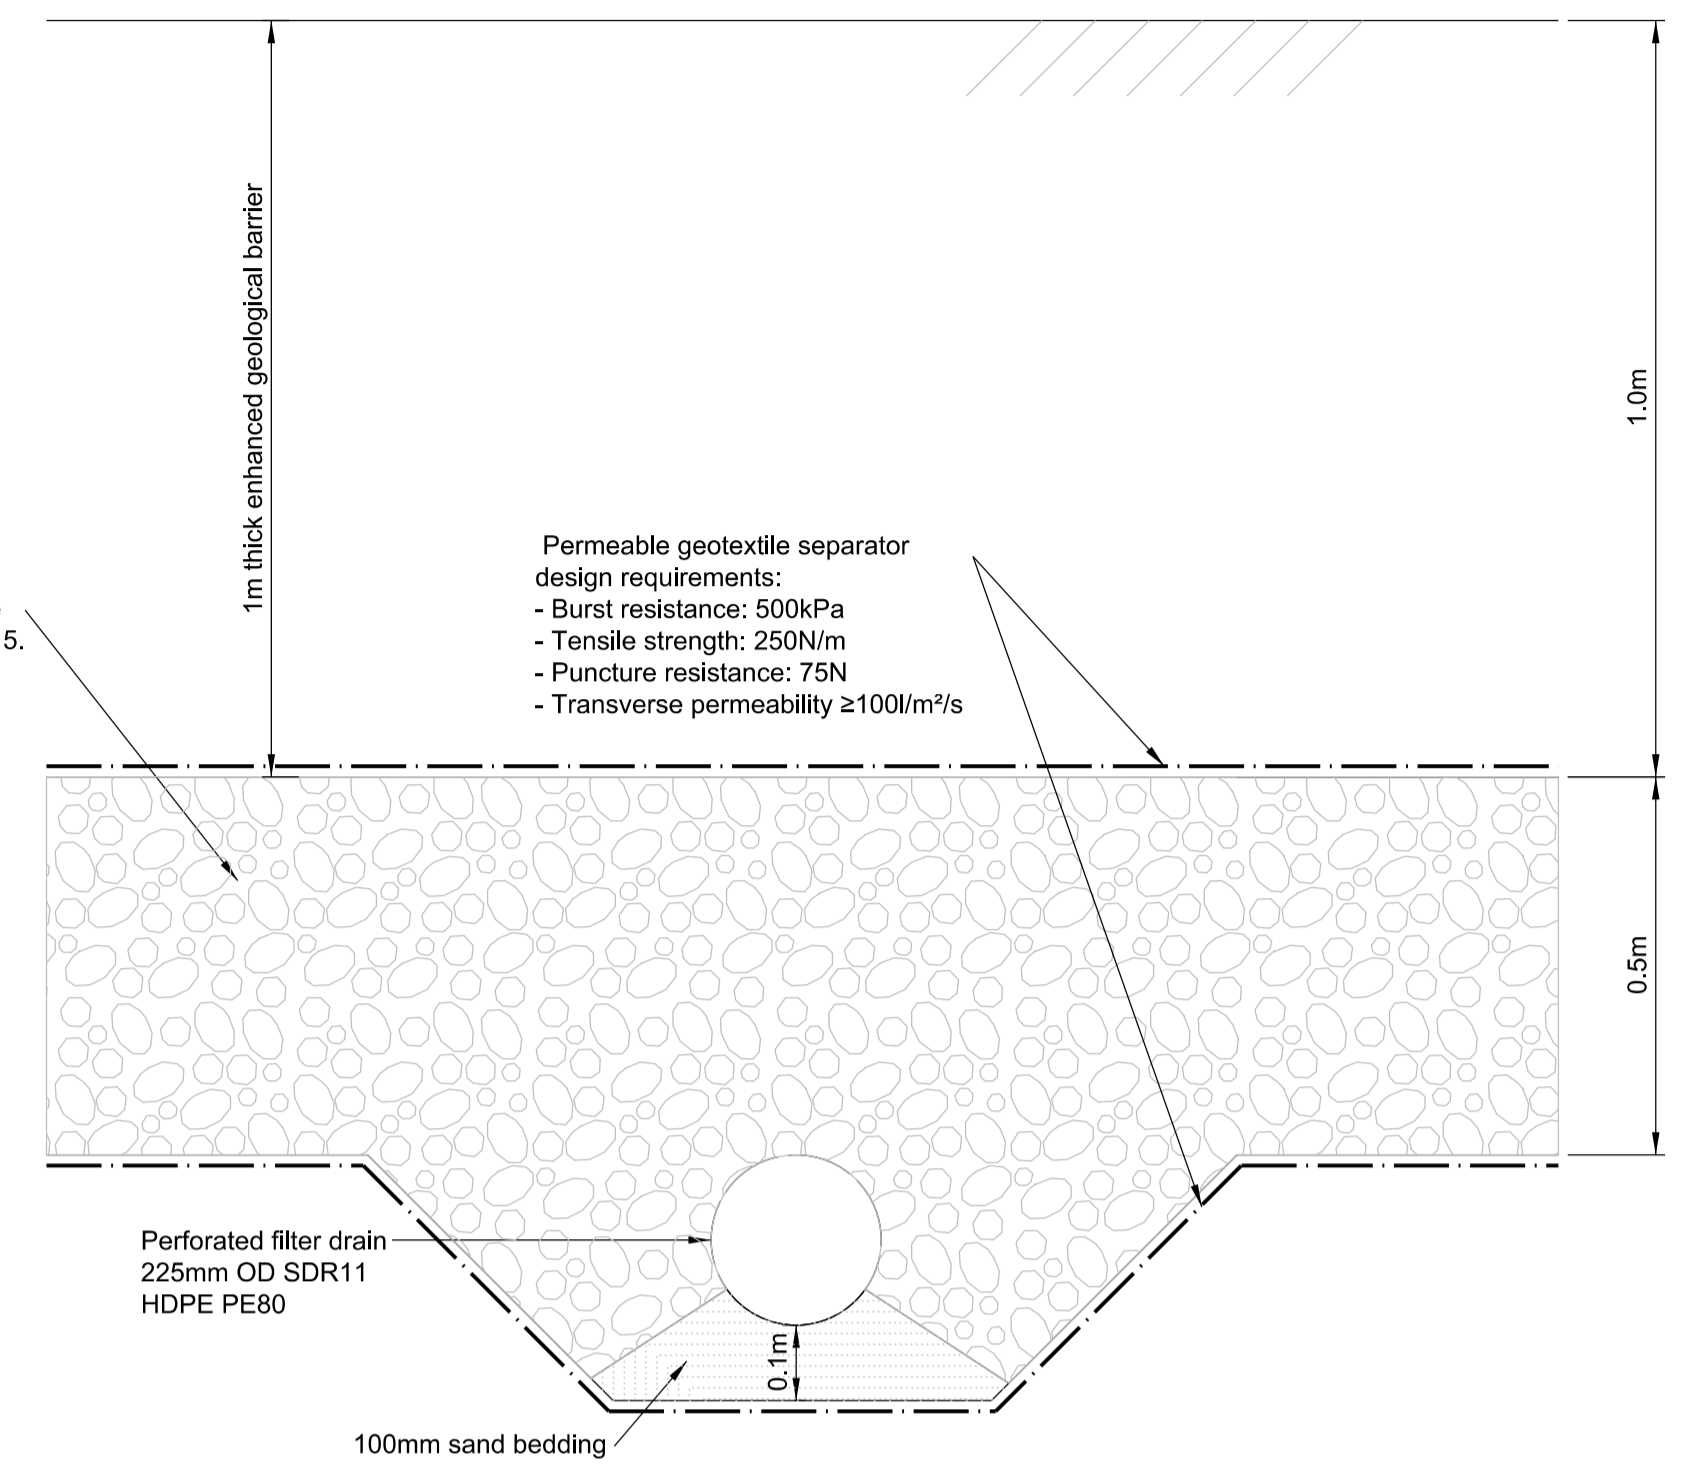 1m thick enhanced geological barrier
1.0m
Permeable geotextile separator
design requirements:
- Burst resistance: 500kPa
- Tensile strength: 250N/m
- Puncture resistance: 75N
- Transverse permeability ≥100l/m²/s
5.
0.5m
Perforated filter drain
225mm OD SDR11
HDPE PE80
0.1m
100mm sand bedding